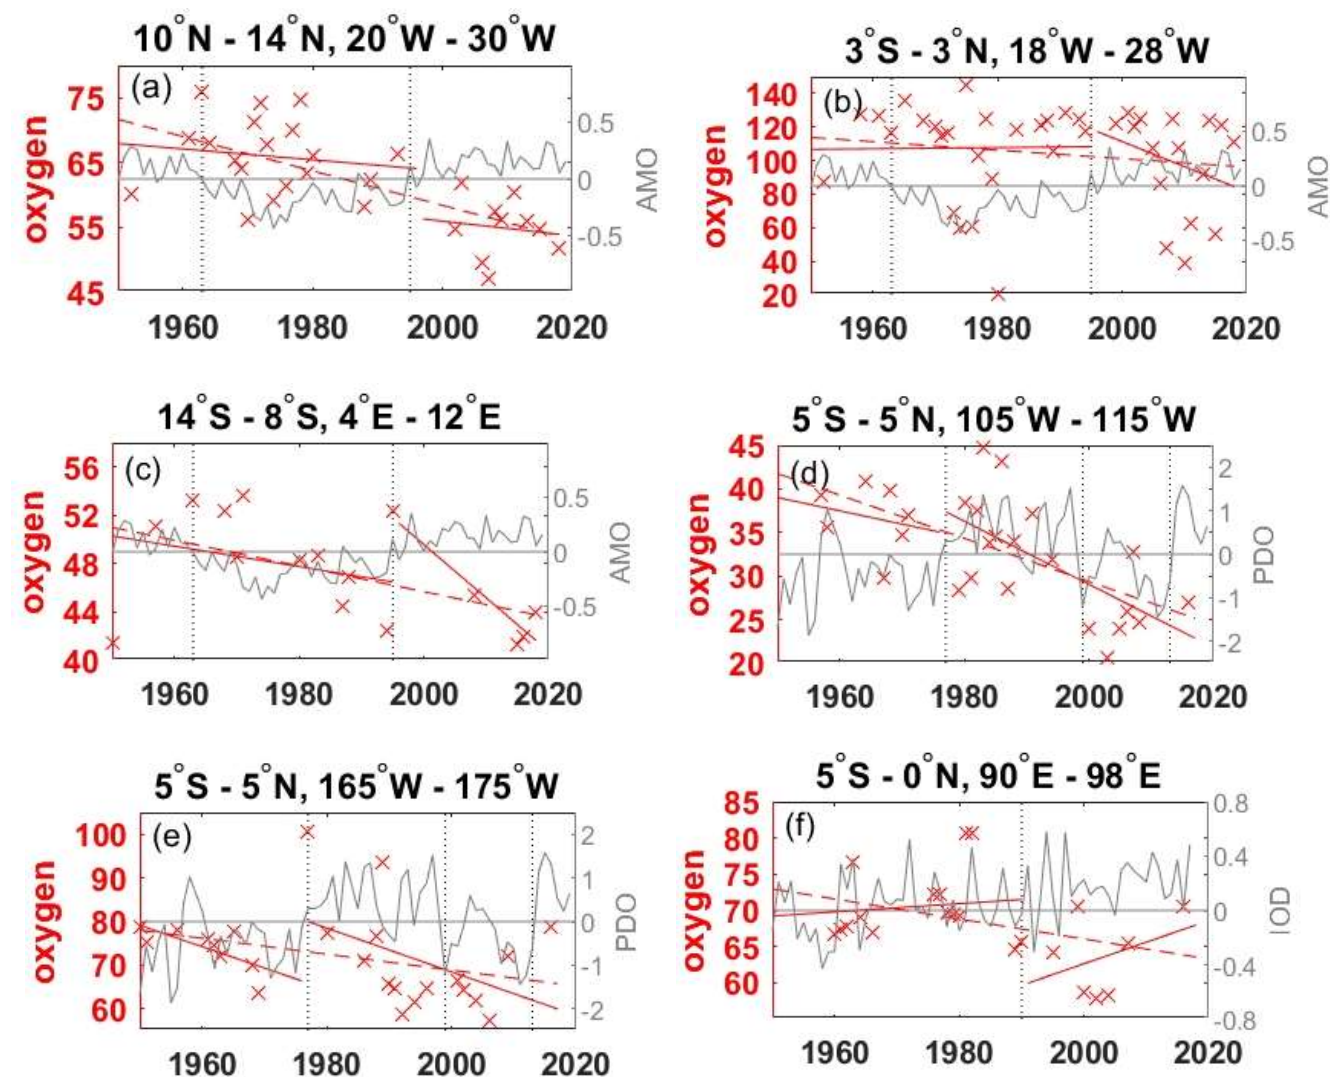 10°N - 14°N, 20°W - 30°W
(a)
75
65
55
45
oxygen
0.5
0
-0.5
AMO
1960 1980 2000 2020
3°S - 3°N, 18°W - 28°W
(b)
140
120
100
80
60
40
20
oxygen
0.5
0
-0.5
AMO
1960 1980 2000 2020
14°S - 8°S, 4°E - 12°E
(c)
56
52
48
44
40
oxygen
0.5
0
-0.5
AMO
1960 1980 2000 2020
5°S - 5°N, 105°W - 115°W
(d)
45
40
35
30
25
20
oxygen
2
1
0
-1
-2
PDO
1960 1980 2000 2020
5°S - 5°N, 165°W - 175°W
(e)
100
90
80
70
60
oxygen
2
1
0
-1
-2
PDO
1960 1980 2000 2020
5°S - 0°N, 90°E - 98°E
(f)
85
80
75
70
65
60
oxygen
0.8
0.4
0
-0.4
-0.8
IOD
1960 1980 2000 2020